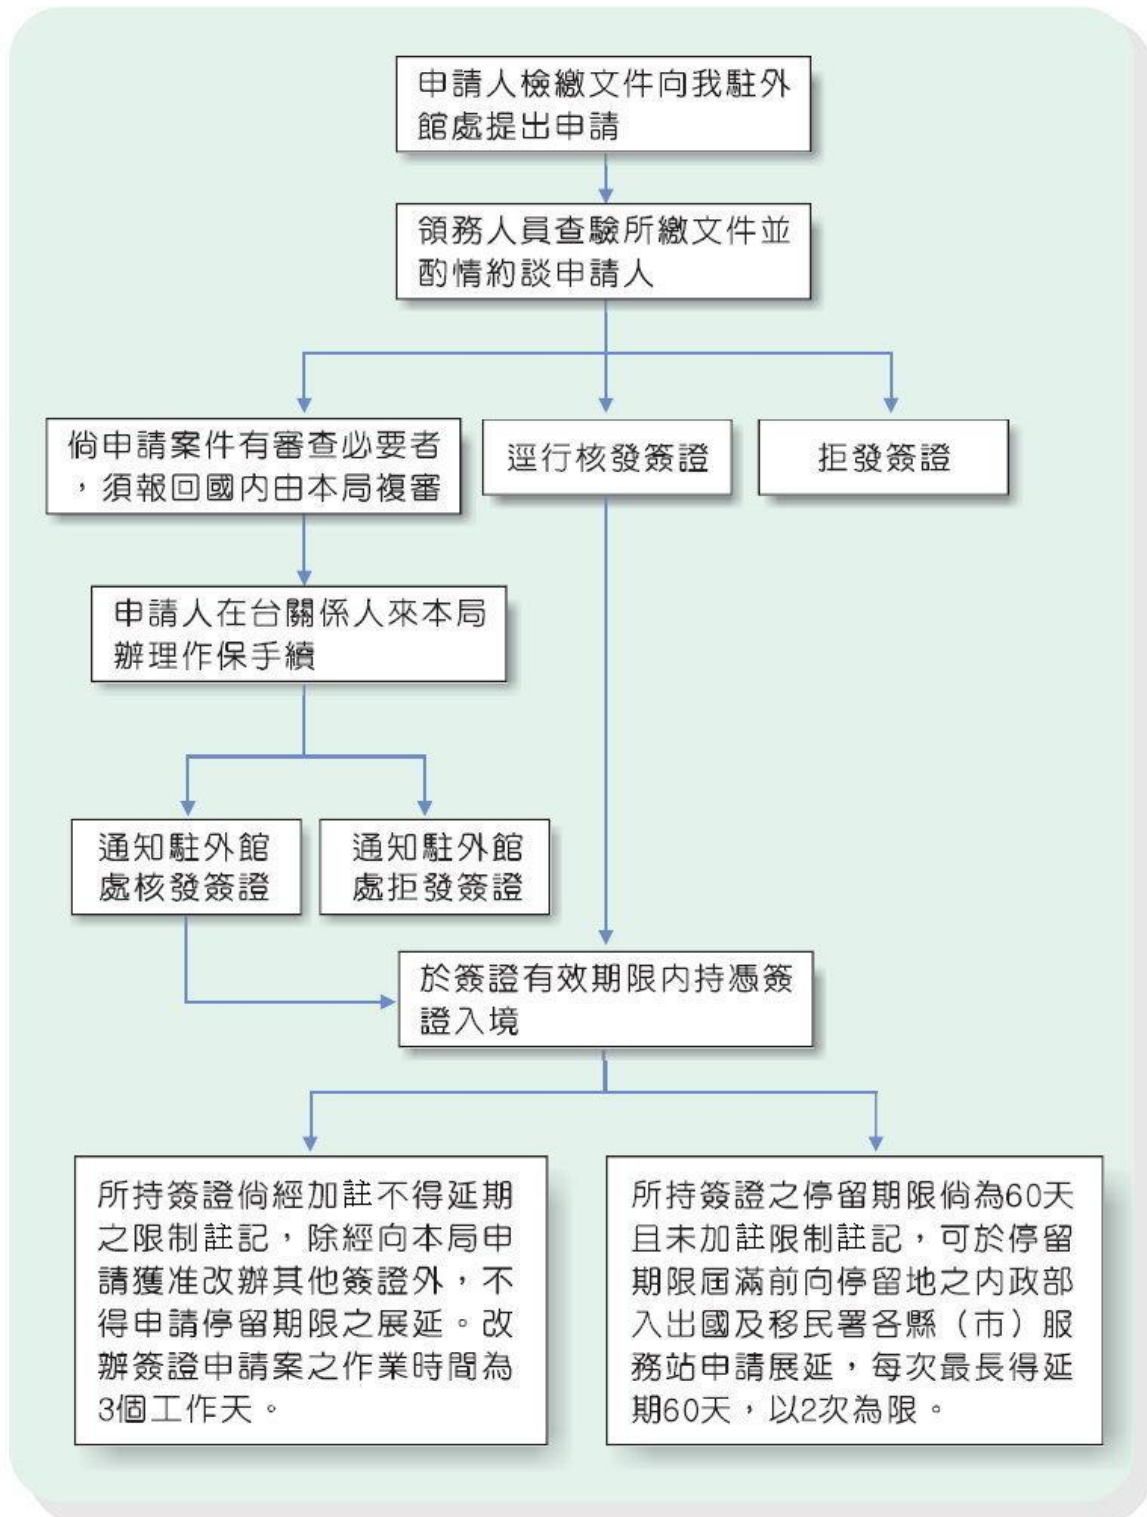 申請人檢繳文件向我駐外
館處提出申請
領務人員查驗所繳文件並
酌情約談申請人
倘申請案件有審查必要者
，須報回國內由本局複審
逕行核發簽證
拒發簽證
申請人在台關係人來本局
辦理作保手續
通知駐外館
處核發簽證
通知駐外館
處拒發簽證
於簽證有效期限內持憑簽
證入境
所持簽證倘經加註不得延期
之限制註記，除經向本局申
請獲准改辦其他簽證外，不
得申請停留期限之展延。改
辦簽證申請案之作業時間為
3個工作天。
所持簽證之停留期限倘為60天
且未加註限制註記，可於停留
期限屆滿前向停留地之內政部
入出國及移民署各縣（市）服
務站申請展延，每次最長得延
期60天，以2次為限。